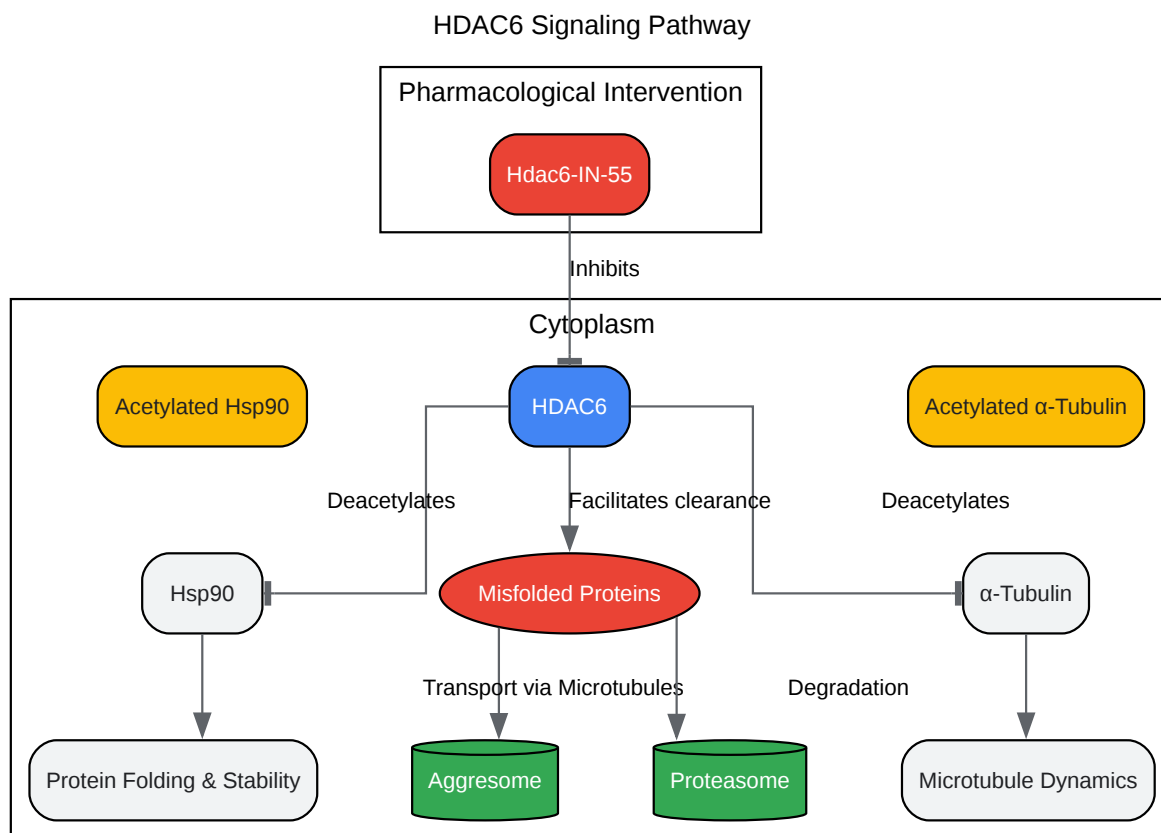 HDAC6 Signaling Pathway
Pharmacological Intervention
Hdac6-IN-55
Inhibits
Cytoplasm
Acetylated Hsp90
HDAC6
Acetylated α-Tubulin
Deacetylates
Facilitates clearance
Deacetylates
Hsp90
Misfolded Proteins
α-Tubulin
Transport via Microtubules
Degradation
Protein Folding & Stability
Aggresome
Proteasome
Microtubule Dynamics